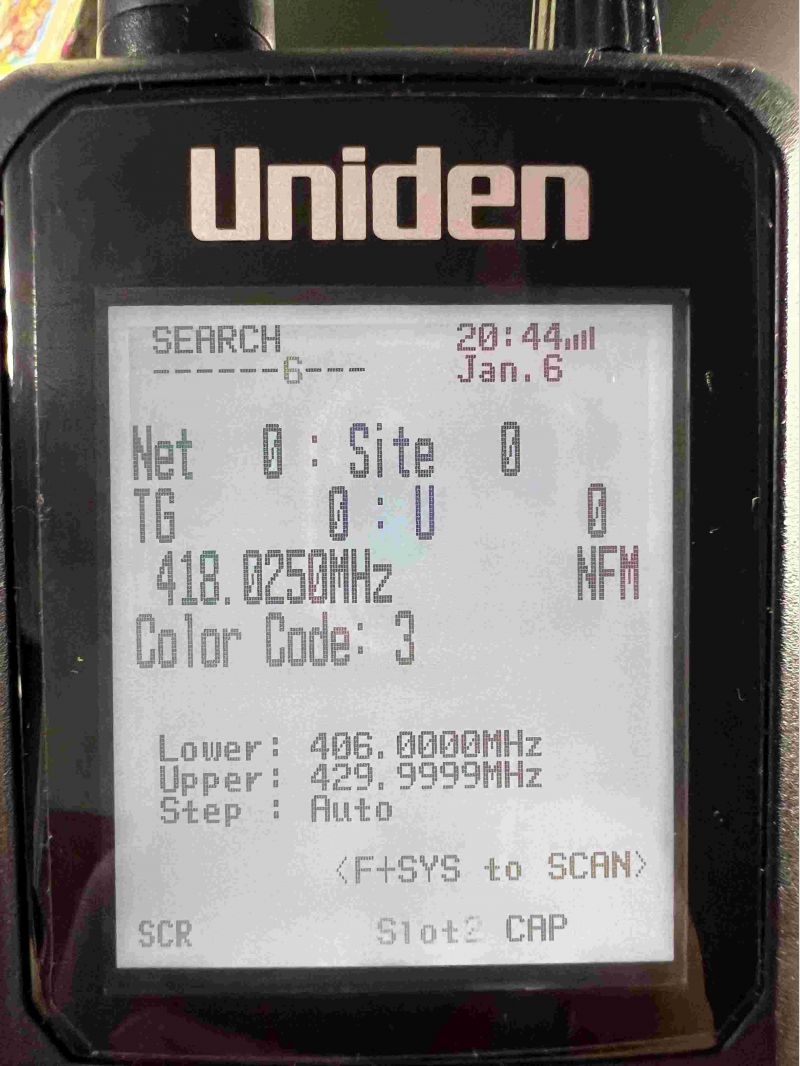 Uniden
SEARCH 20:44
------6--- Jan.6
Net 0 : Site 0
TG 0 : U 0
418.0250MHz NFM
Color Code: 3
Lower: 406.0000MHz
Upper: 429.9999MHz
Step : Auto
<F+SYS to SCAN>
SCR Slot2 CAP